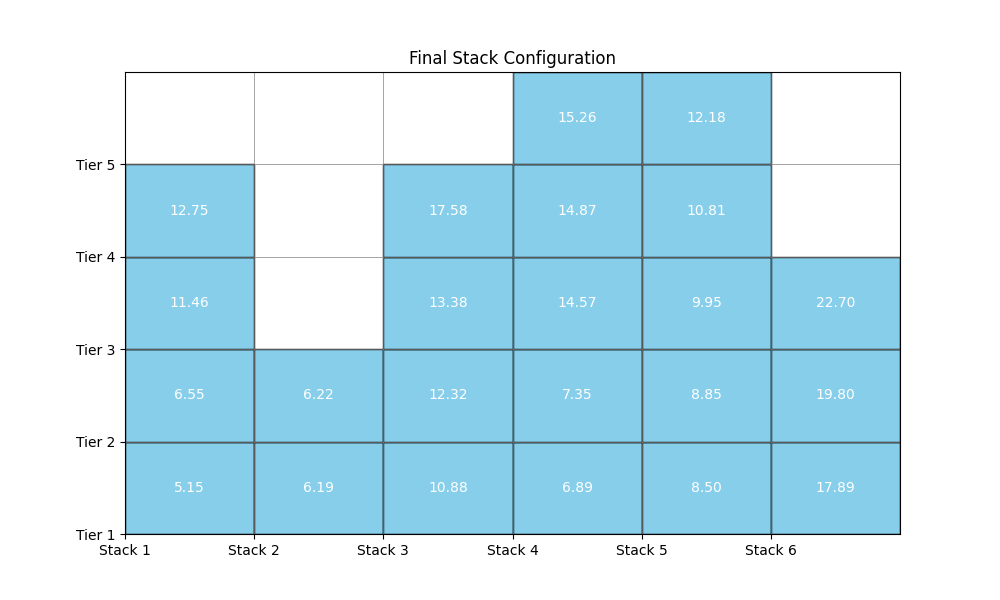 Final Stack Configuration
15.26 12.18
Tier 5
12.75 17.58 14.87 10.81
Tier 4
11.46 13.38 14.57 9.95 22.70
Tier 3
6.55 6.22 12.32 7.35 8.85 19.80
Tier 2
5.15 6.19 10.88 6.89 8.50 17.89
Tier 1
Stack 1 Stack 2 Stack 3 Stack 4 Stack 5 Stack 6